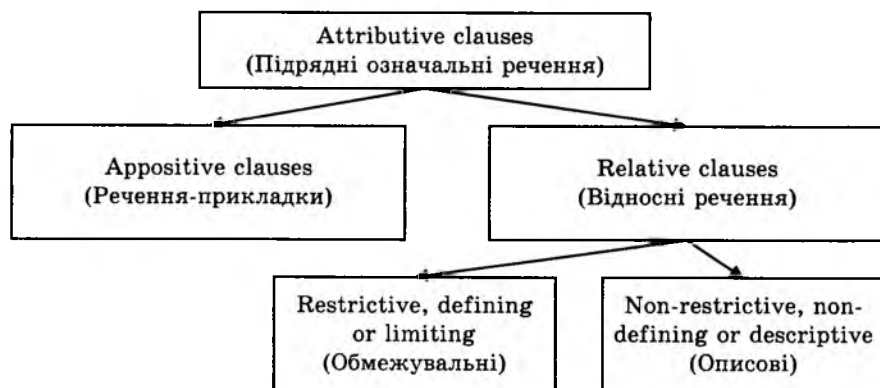 Attributive clauses
(Підрядні означальні речення)
Appositive clauses
(Речення-прикладки)
Relative clauses
(Відносні речення)
Restrictive, defining
or limiting
(Обмежувальні)
Non-restrictive, non-
defining or descriptive
(Описові)